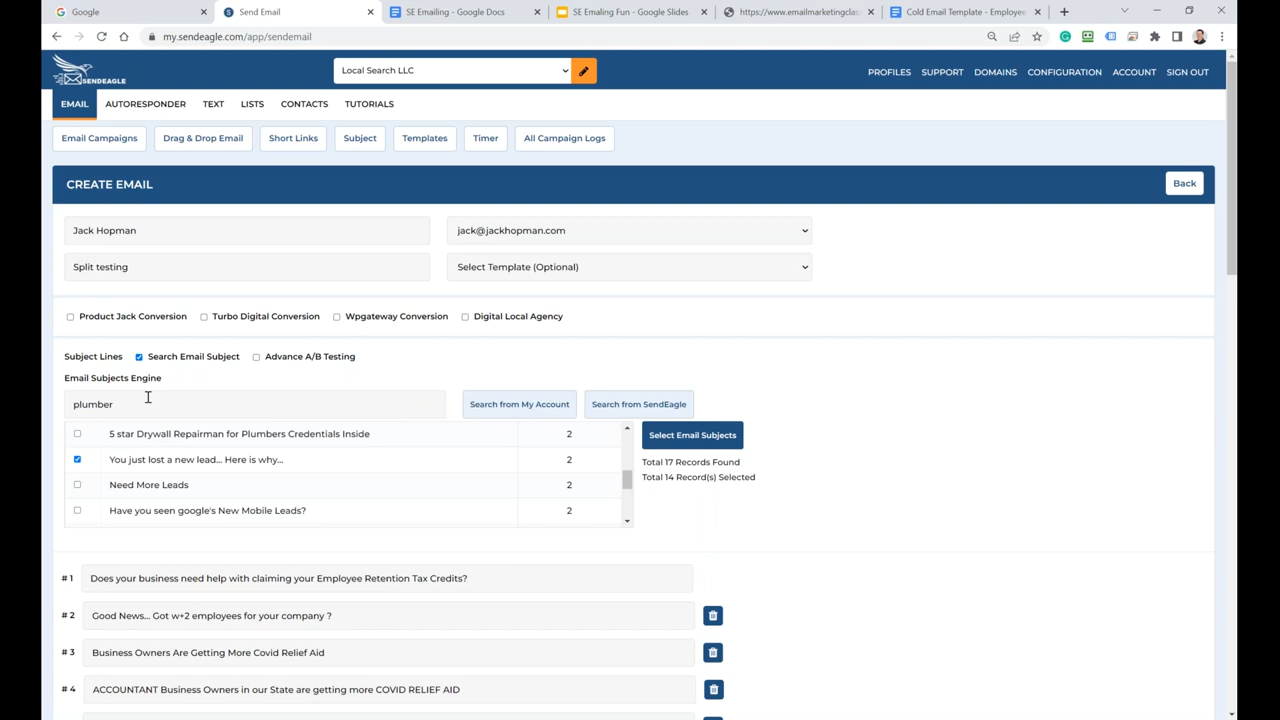 Google
Send Email
SE Emailing - Google Docs
SE Emaling Fun - Google Slides
https://www.emailmarketingclas
Cold Email Template - Employee
my.sendeagle.com/app/sendemail
SENDEAGLE
Local Search LLC
PROFILES
SUPPORT
DOMAINS
CONFIGURATION
ACCOUNT
SIGN OUT
EMAIL
AUTORESPONDER
TEXT
LISTS
CONTACTS
TUTORIALS
Email Campaigns
Drag & Drop Email
Short Links
Subject
Templates
Timer
All Campaign Logs
CREATE EMAIL
Back
Jack Hopman
jack@jackhopman.com
Split testing
Select Template (Optional)
Product Jack Conversion
Turbo Digital Conversion
Wpgateway Conversion
Digital Local Agency
Subject Lines
Search Email Subject
Advance A/B Testing
Email Subjects Engine
plumber
Search from My Account
Search from SendEagle
5 star Drywall Repairman for Plumbers Credentials Inside 2
You just lost a new lead... Here is why... 2
Need More Leads 2
Have you seen google's New Mobile Leads? 2
Select Email Subjects
Total 17 Records Found
Total 14 Record(s) Selected
# 1 Does your business need help with claiming your Employee Retention Tax Credits?
# 2 Good News... Got w+2 employees for your company ?
# 3 Business Owners Are Getting More Covid Relief Aid
# 4 ACCOUNTANT Business Owners in our State are getting more COVID RELIEF AID